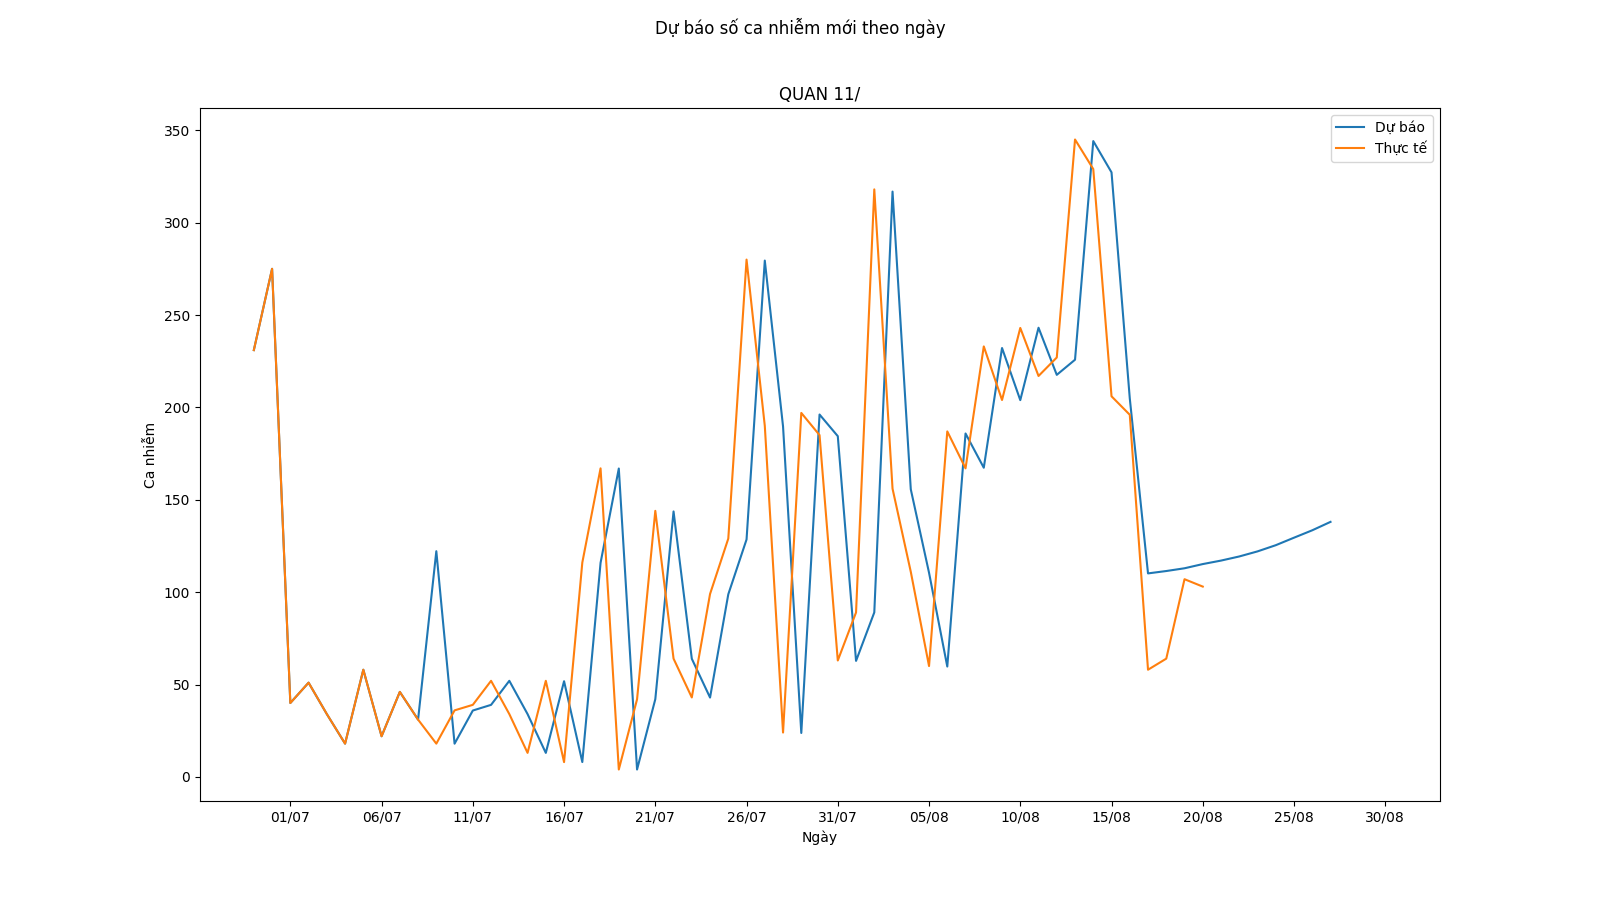 Dự báo số ca nhiễm mới theo ngày
QUAN 11/
350
300
250
200
150
100
50
0
Ca nhiễm
Dự báo
Thực tế
01/07 06/07 11/07 16/07 21/07 26/07 31/07 05/08 10/08 15/08 20/08 25/08 30/08
Ngày